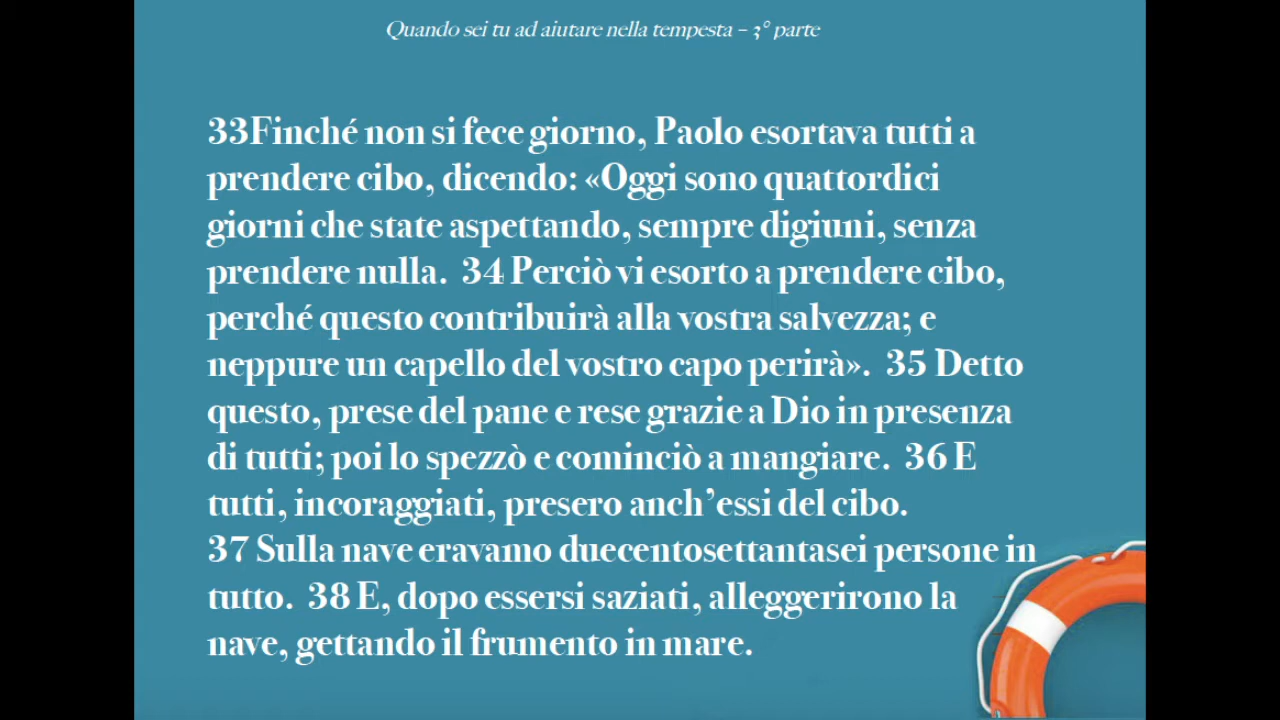 Quando sei tu ad aiutare nella tempesta – 3° parte
33Finché non si fece giorno, Paolo esortava tutti a
prendere cibo, dicendo: «Oggi sono quattordici
giorni che state aspettando, sempre digiuni, senza
prendere nulla.  34 Perciò vi esorto a prendere cibo,
perché questo contribuirà alla vostra salvezza; e
neppure un capello del vostro capo perirà».  35 Detto
questo, prese del pane e rese grazie a Dio in presenza
di tutti; poi lo spezzò e cominciò a mangiare.  36 E
tutti, incoraggiati, presero anch’essi del cibo.
37 Sulla nave eravamo duecentosettantasei persone in
tutto.  38 E, dopo essersi saziati, alleggerirono la
nave, gettando il frumento in mare.